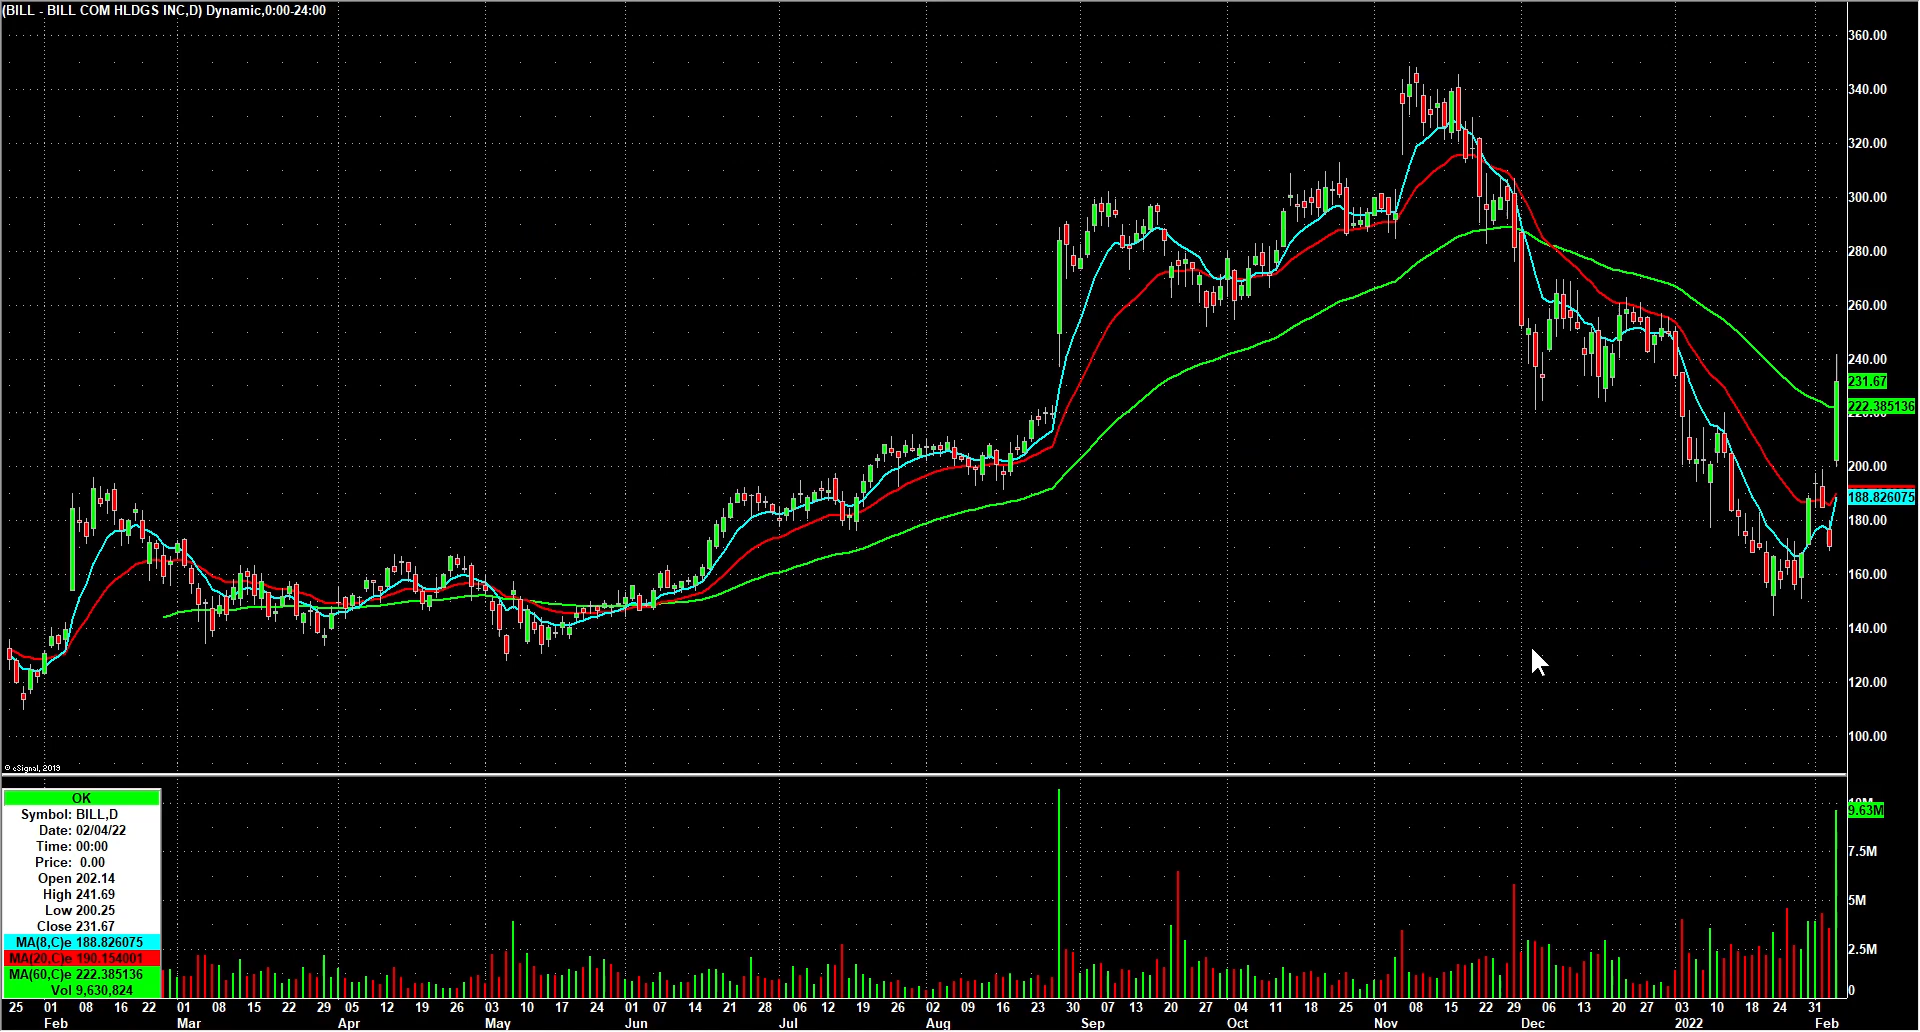 (BILL - BILL COM HLDGS INC,D) Dynamic,0:00-24:00
360.00
340.00
320.00
300.00
280.00
260.00
240.00
231.67
222.385136
220.00
200.00
188.826075
180.00
160.00
140.00
120.00
100.00
© eSignal, 2019
OK
Symbol: BILL,D
Date: 02/04/22
Time: 00:00
Price: 0.00
Open 202.14
High 241.69
Low 200.25
Close 231.67
MA(8,C)e 188.826075
MA(20,C)e 190.154001
MA(60,C)e 222.385136
Vol 9,630,824
10M
9.63M
7.5M
5M
2.5M
0
25 01 08 16 22 01 08 15 22 29 05 12 19 26 03 10 17 24 01 07 14 21 28 06 12 19 26 02 09 16 23 30 07 13 20 27 04 11 18 25 01 08 15 22 29 06 13 20 27 03 10 18 24 31
Feb Mar Apr May Jun Jul Aug Sep Oct Nov Dec 2022 Feb